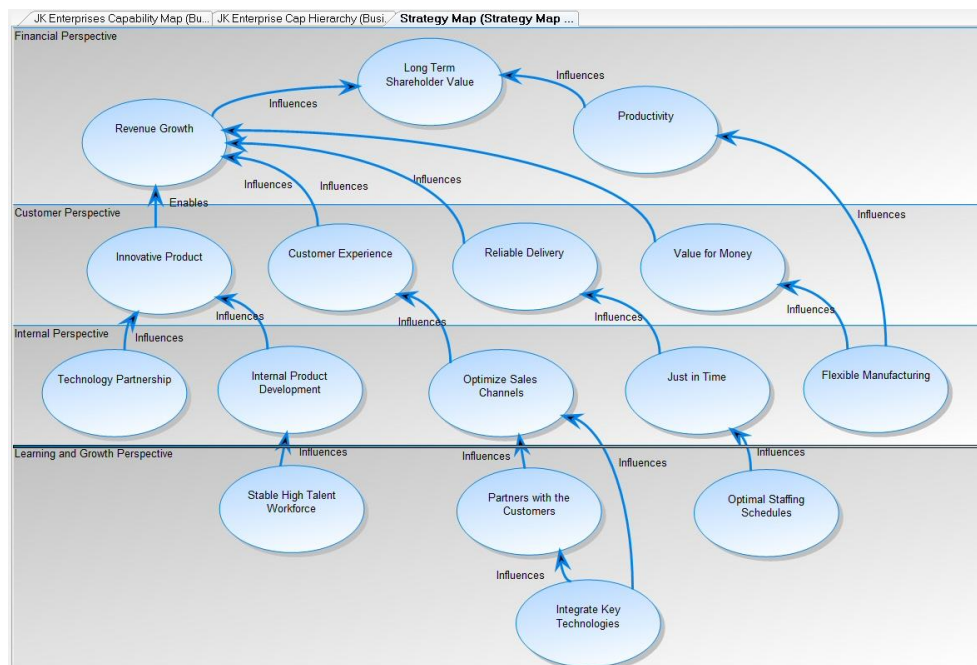 JK Enterprises Capability Map (Bu...
JK Enterprise Cap Hierarchy (Busi...
Strategy Map (Strategy Map ...
Financial Perspective
Long Term
Shareholder Value
Influences
Influences
Productivity
Revenue Growth
Influences
Influences
Influences
Enables
Influences
Customer Perspective
Innovative Product
Customer Experience
Reliable Delivery
Value for Money
Influences
Influences
Influences
Influences
Influences
Internal Perspective
Technology Partnership
Internal Product
Development
Optimize Sales
Channels
Just in Time
Flexible Manufacturing
Learning and Growth Perspective
Influences
Influences
Influences
Influences
Stable High Talent
Workforce
Partners with the
Customers
Optimal Staffing
Schedules
Influences
Integrate Key
Technologies